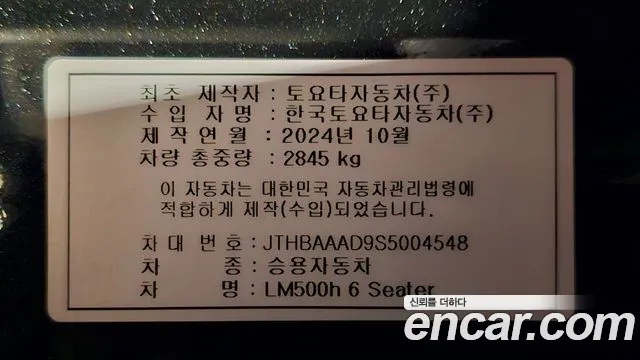 최초 제작자 : 토요타자동차(주)
수입 자명 : 한국토요타자동차(주)
제작연월 : 2024년 10월
차량 총중량 : 2845 kg
이 자동차는 대한민국 자동차관리법령에
적합하게 제작(수입)되었습니다.
차대 번호 : JTHBAAAD9S5004548
차 종 : 승용자동차
차 명 : LM500h 6 Seater
신뢰를 더하다
encar.com